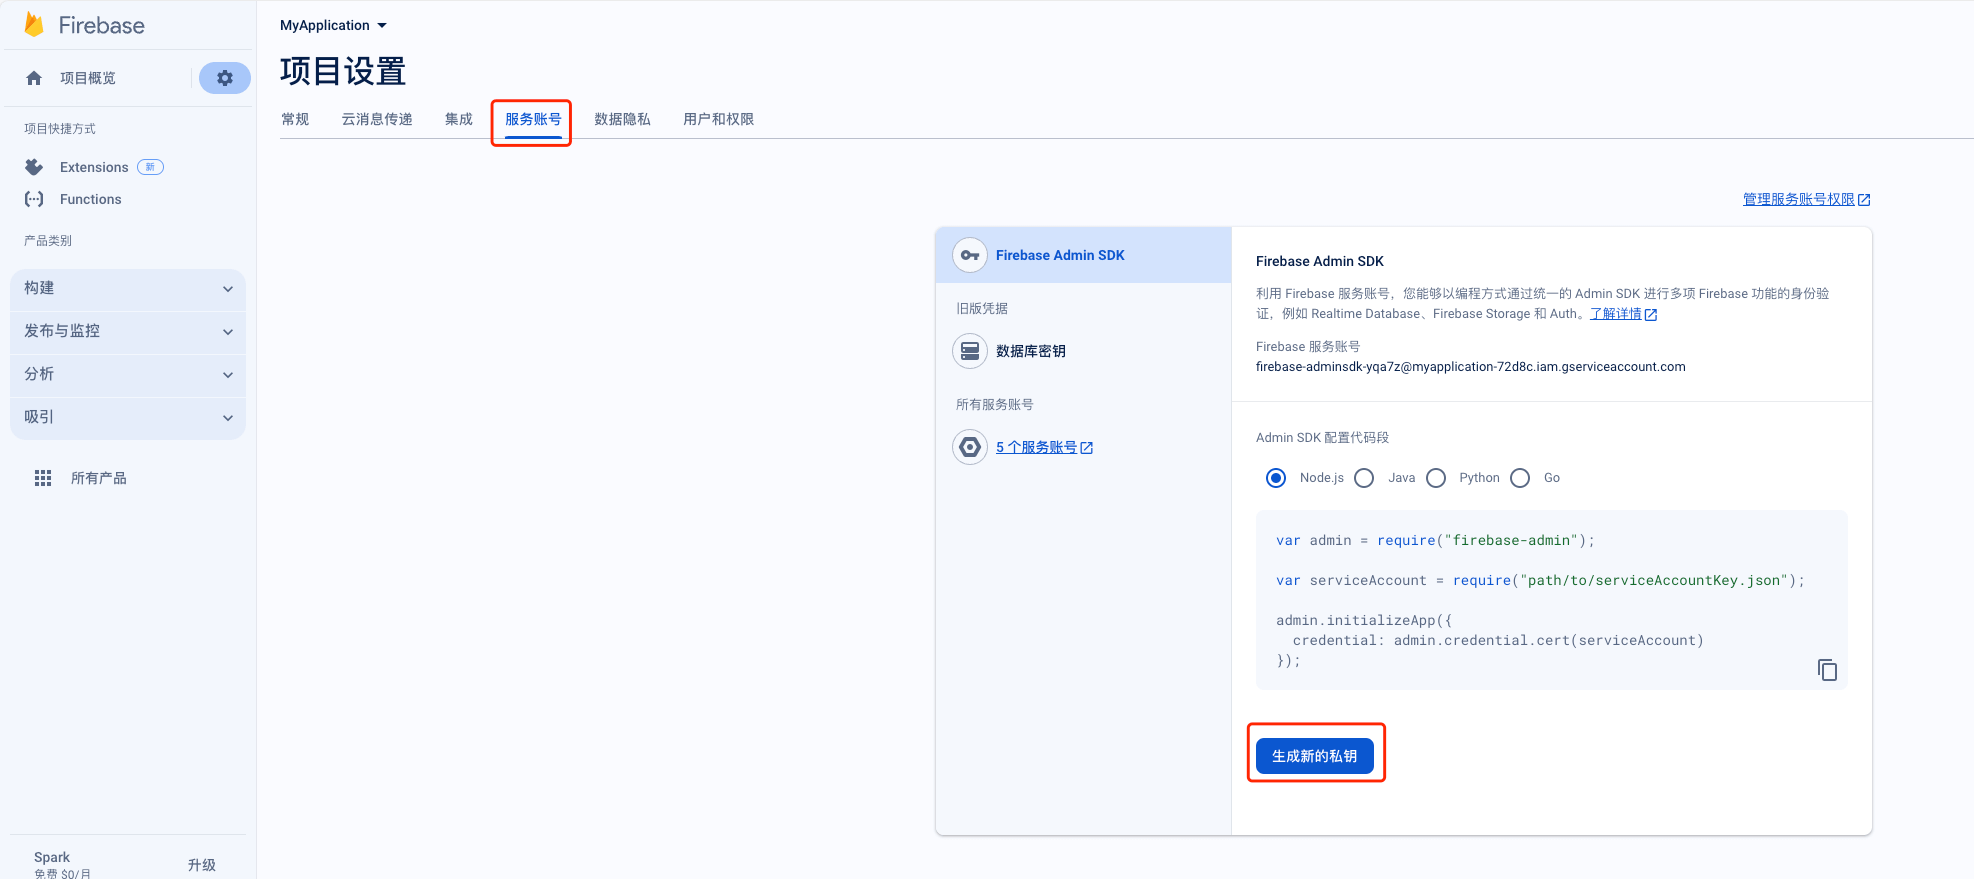 Firebase
项目概览
项目快捷方式
Extensions 新
Functions
产品类别
构建
发布与监控
分析
吸引
所有产品
Spark
免费 $0/月
升级
MyApplication
项目设置
常规 云消息传递 集成 服务账号 数据隐私 用户和权限
管理服务账号权限
Firebase Admin SDK
旧版凭据
数据库密钥
所有服务账号
5 个服务账号
Firebase Admin SDK
利用 Firebase 服务账号，您能够以编程方式通过统一的 Admin SDK 进行多项 Firebase 功能的身份验
证，例如 Realtime Database、Firebase Storage 和 Auth。了解详情
Firebase 服务账号
firebase-adminsdk-yqa7z@myapplication-72d8c.iam.gserviceaccount.com
Admin SDK 配置代码段
Node.js Java Python Go
var admin = require("firebase-admin");
var serviceAccount = require("path/to/serviceAccountKey.json");
admin.initializeApp({
  credential: admin.credential.cert(serviceAccount)
});
生成新的私钥